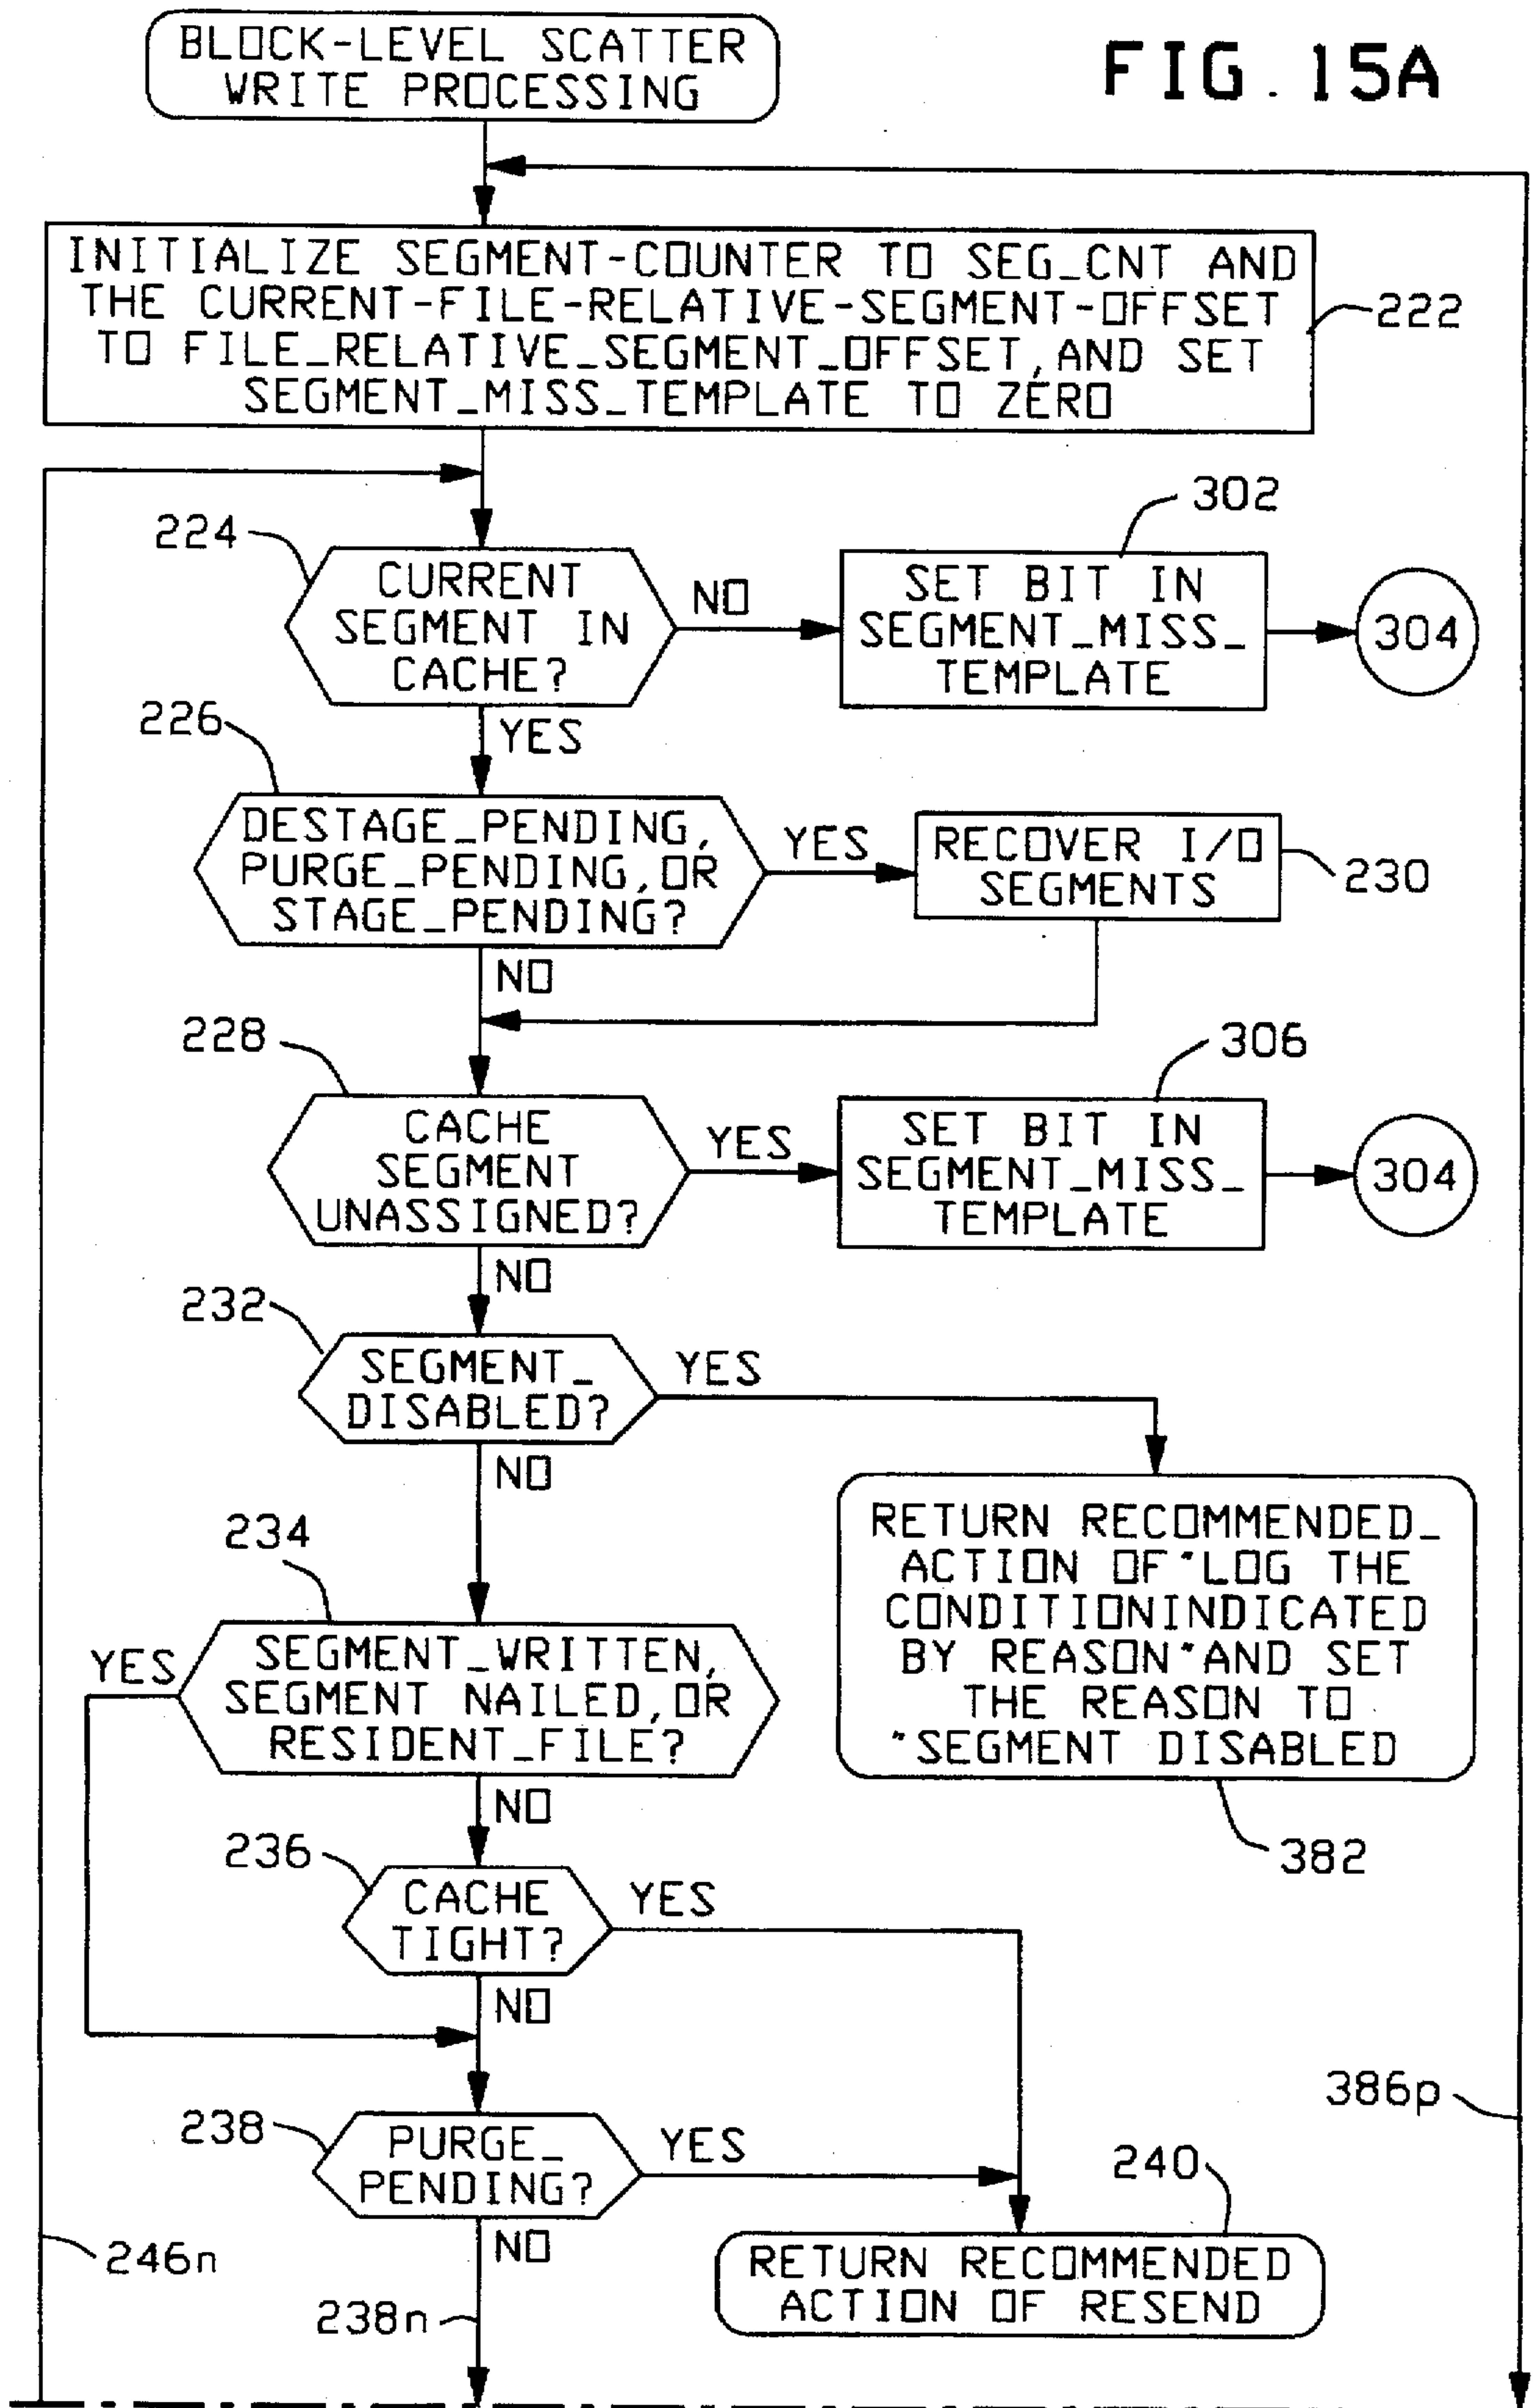 BLOCK-LEVEL SCATTER
WRITE PROCESSING
FIG. 15A
INITIALIZE SEGMENT-COUNTER TO SEG_CNT AND
THE CURRENT-FILE-RELATIVE-SEGMENT-OFFSET
TO FILE_RELATIVE_SEGMENT_OFFSET, AND SET
SEGMENT_MISS_TEMPLATE TO ZERO
222
224
CURRENT
SEGMENT IN
CACHE?
NO
302
SET BIT IN
SEGMENT_MISS_
TEMPLATE
304
YES
226
DESTAGE_PENDING,
PURGE_PENDING, OR
STAGE_PENDING?
YES
RECOVER I/O
SEGMENTS
230
NO
228
CACHE
SEGMENT
UNASSIGNED?
YES
306
SET BIT IN
SEGMENT_MISS_
TEMPLATE
304
NO
232
SEGMENT_
DISABLED?
YES
NO
RETURN RECOMMENDED_
ACTION OF "LOG THE
CONDITIONINDICATED
BY REASON" AND SET
THE REASON TO
"SEGMENT DISABLED
382
234
YES
SEGMENT_WRITTEN,
SEGMENT NAILED, OR
RESIDENT_FILE?
NO
236
CACHE
TIGHT?
YES
NO
238
PURGE_
PENDING?
YES
NO
240
RETURN RECOMMENDED
ACTION OF RESEND
386p
246n
238n